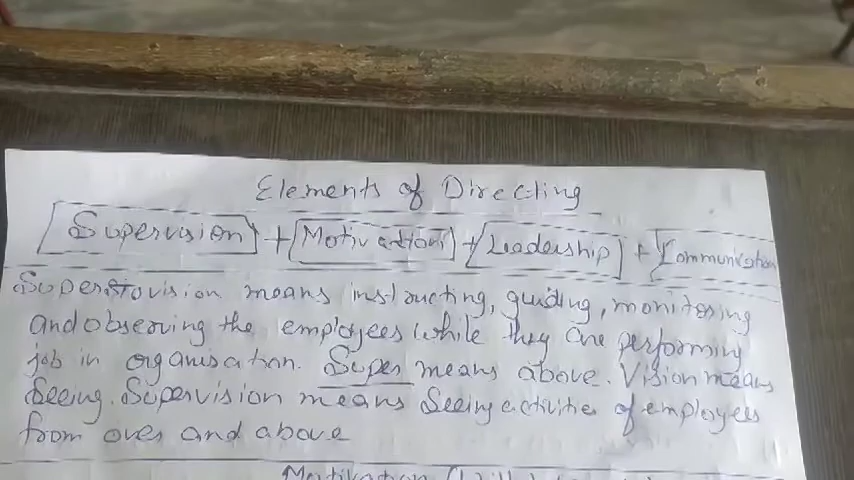 Elements of Directing
Supervision + Motivation + Leadership + Communication
Supervision means instructing, guiding, monitoring
and observing the employees while they are performing
job in organisation. Super means above. Vision means
Seeing. Supervision means Seeing activities of employees
from over and above